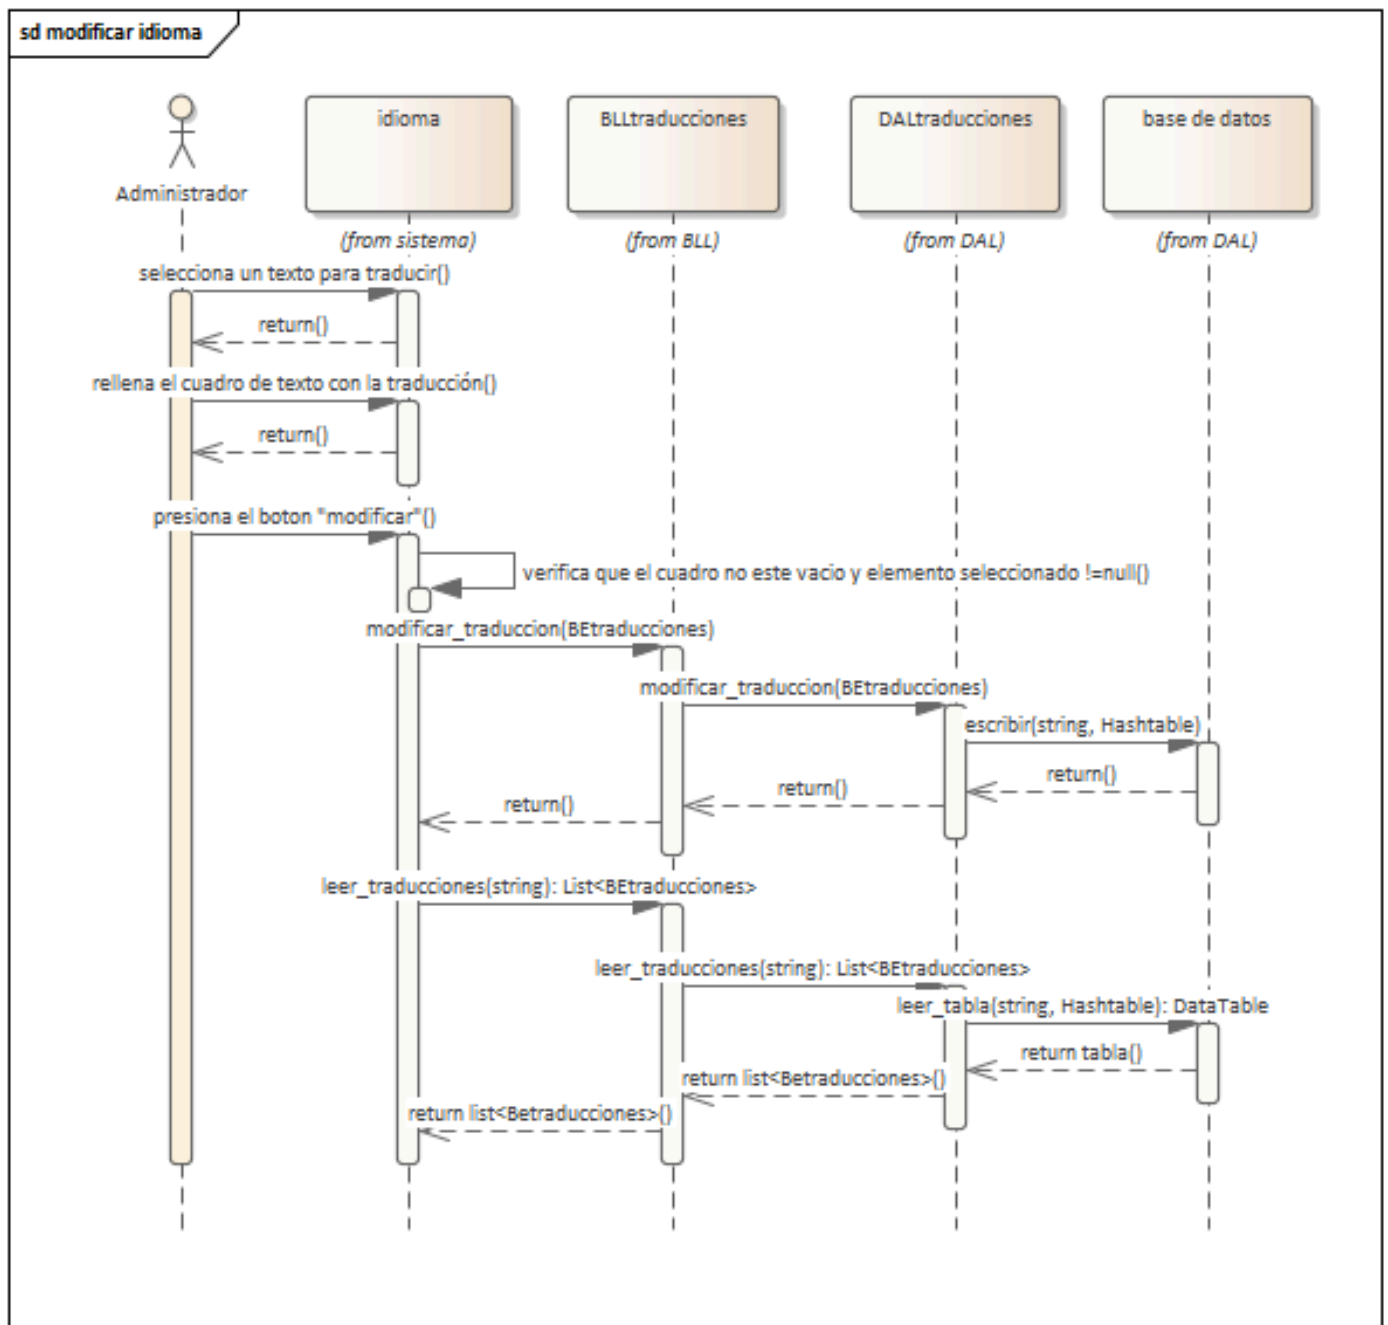 sd modificar idioma
Administrador
idioma
BLLtraducciones
DALtraducciones
base de datos
(from sistema)
(from BLL)
(from DAL)
(from DAL)
selecciona un texto para traducir()
return()
rellena el cuadro de texto con la traducción()
return()
presiona el boton "modificar"()
verifica que el cuadro no este vacio y elemento seleccionado !=null()
modificar_traduccion(BEtraducciones)
modificar_traduccion(BEtraducciones)
escribir(string, Hashtable)
return()
return()
return()
leer_traducciones(string): List<BEtraducciones>
leer_traducciones(string): List<BEtraducciones>
leer_tabla(string, Hashtable): DataTable
return tabla()
return list<Betraducciones>()
return list<Betraducciones>()